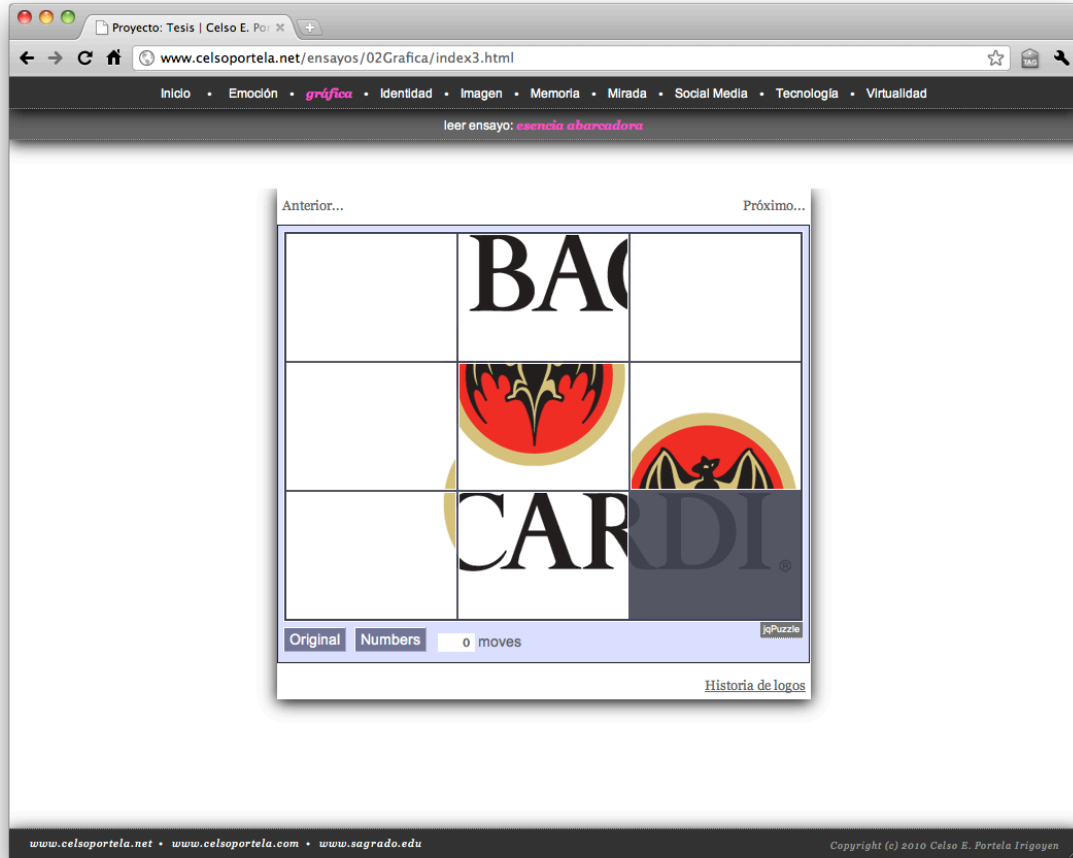 Proyecto: Tesis | Celso E. Por
www.celsoportela.net/ensayos/02Grafica/index3.html
TAG
Inicio • Emoción • gráfica • Identidad • Imagen • Memoria • Mirada • Social Media • Tecnología • Virtualidad
leer ensayo: esencia abarcadora
Anterior... Próximo...
BAC
CARDI®
jqPuzzle
Original Numbers 0 moves
Historia de logos
www.celsoportela.net • www.celsoportela.com • www.sagrado.edu
Copyright (c) 2010 Celso E. Portela Irigoyen